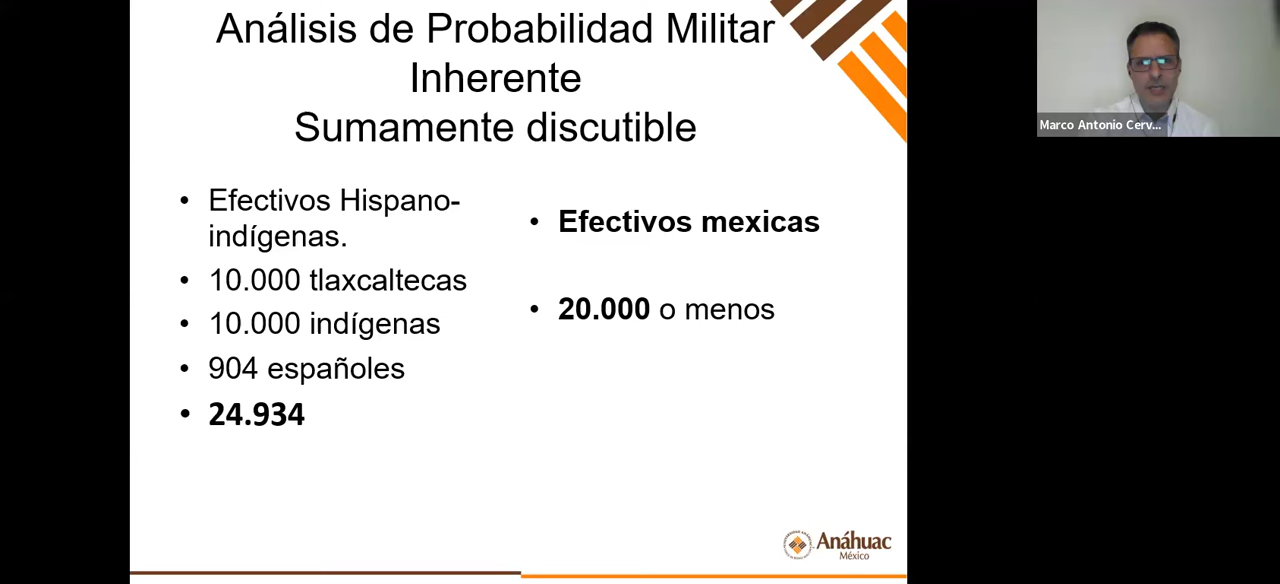 Análisis de Probabilidad Militar
Inherente
Sumamente discutible
• Efectivos Hispano-
indígenas.
• 10.000 tlaxcaltecas
• 10.000 indígenas
• 904 españoles
• 24.934
• Efectivos mexicas
• 20.000 o menos
Anáhuac
México
Marco Antonio Cerv...